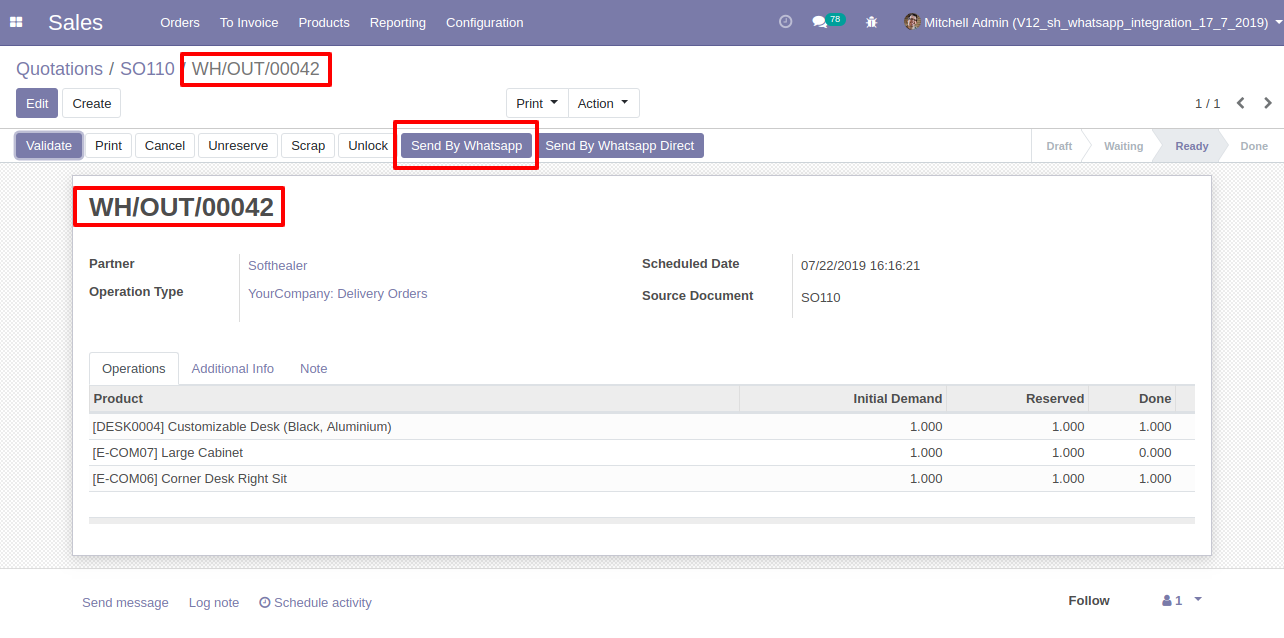 Sales Orders To Invoice Products Reporting Configuration 78 Mitchell Admin (V12_sh_whatsapp_integration_17_7_2019)
Quotations / SO110 / WH/OUT/00042
Edit Create Print Action 1 / 1
Validate Print Cancel Unreserve Scrap Unlock Send By Whatsapp Send By Whatsapp Direct Draft Waiting Ready Done
WH/OUT/00042
Partner Softhealer Scheduled Date 07/22/2019 16:16:21
Operation Type YourCompany: Delivery Orders Source Document SO110
Operations Additional Info Note
Product Initial Demand Reserved Done
[DESK0004] Customizable Desk (Black, Aluminium) 1.000 1.000 1.000
[E-COM07] Large Cabinet 1.000 1.000 0.000
[E-COM06] Corner Desk Right Sit 1.000 1.000 1.000
Send message Log note Schedule activity Follow 1